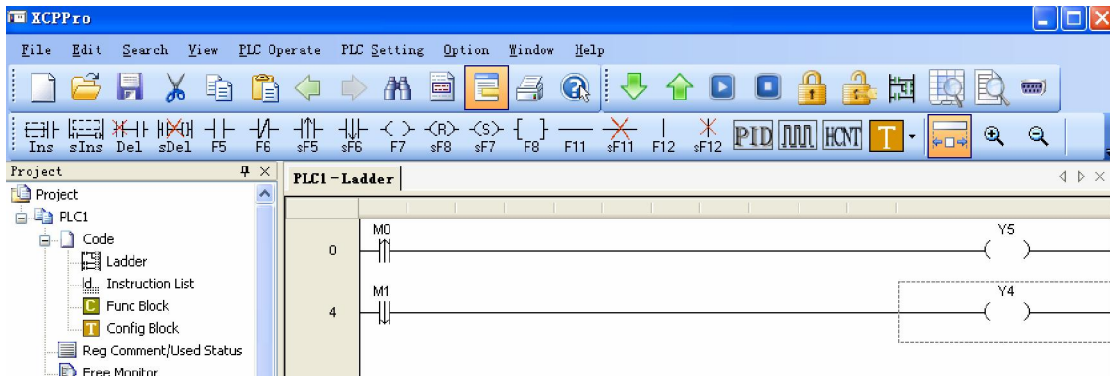 XCPPro
File Edit Search View PLC Operate PLC Setting Option Window Help
Ins sIns Del sDel F5 F6 sF5 sF6 F7 sF8 sF7 F8 F11 sF11 F12 sF12 PID HCNT T
Project
PLC1-Ladder
Project
PLC1
Code
Ladder
Instruction List
C Func Block
T Config Block
Reg Comment/Used Status
Free Monitor
M0 Y5
0
M1 Y4
4